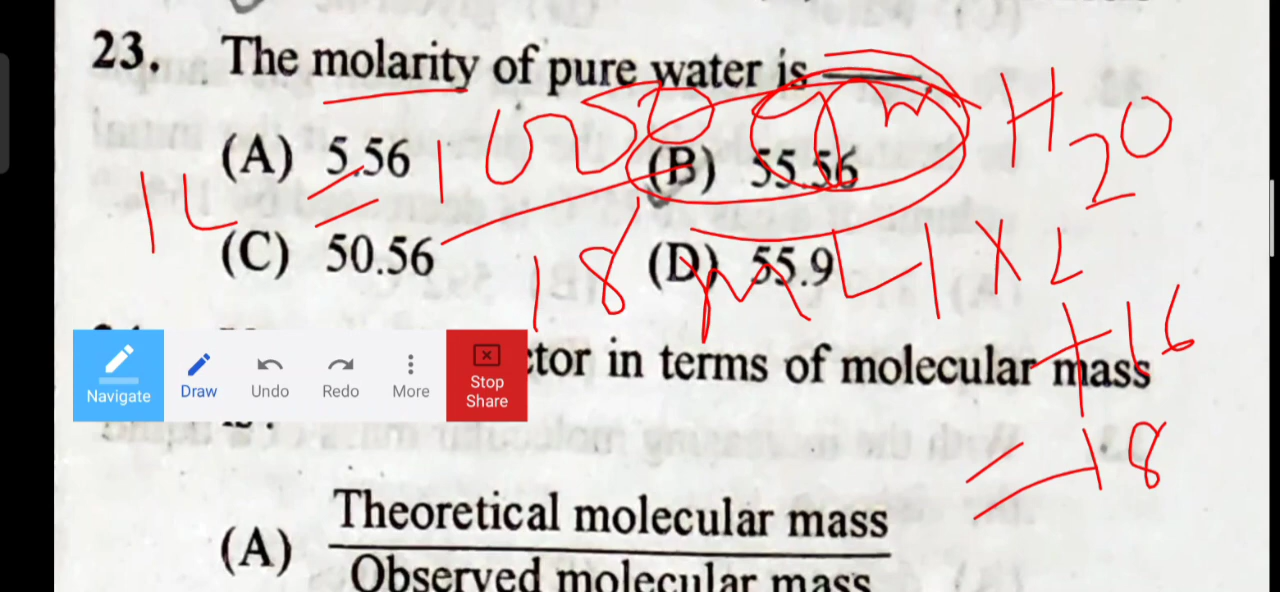 23. The molarity of pure water is ____.
(A) 5.56 (B) 55.56
(C) 50.56 (D) 55.9
1L
H2O
18
1 X 2
+ 16
= 18
ctor in terms of molecular mass
Navigate Draw Undo Redo More Stop Share
(A) Theoretical molecular mass
Observed molecular mass